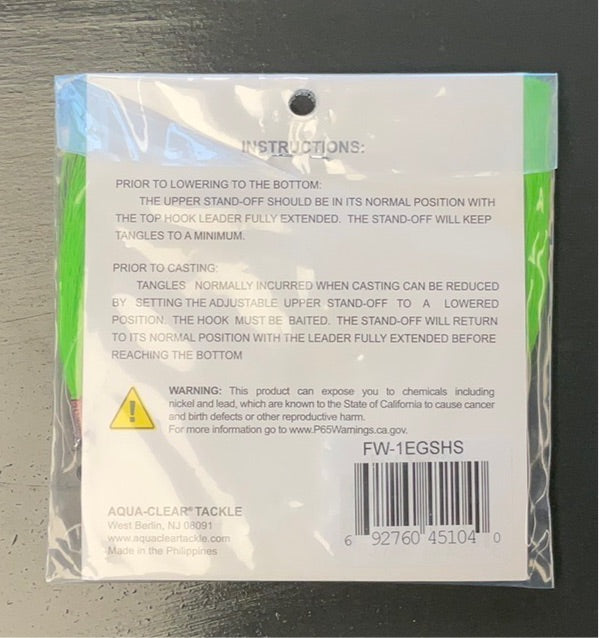 INSTRUCTIONS:
PRIOR TO LOWERING TO THE BOTTOM:
THE UPPER STAND-OFF SHOULD BE IN ITS NORMAL POSITION WITH
THE TOP HOOK LEADER FULLY EXTENDED. THE STAND-OFF WILL KEEP
TANGLES TO A MINIMUM.
PRIOR TO CASTING:
TANGLES NORMALLY INCURRED WHEN CASTING CAN BE REDUCED
BY SETTING THE ADJUSTABLE UPPER STAND-OFF TO A LOWERED
POSITION. THE HOOK MUST BE BAITED. THE STAND-OFF WILL RETURN
TO ITS NORMAL POSITION WITH THE LEADER FULLY EXTENDED BEFORE
REACHING THE BOTTOM
WARNING: This product can expose you to chemicals including
nickel and lead, which are known to the State of California to cause cancer
and birth defects or other reproductive harm.
For more information go to www.P65Warnings.ca.gov.
FW-1EGSHS
AQUA-CLEAR® TACKLE
West Berlin, NJ 08091
www.aquacleartackle.com
Made in the Philippines
6 92760 45104 0